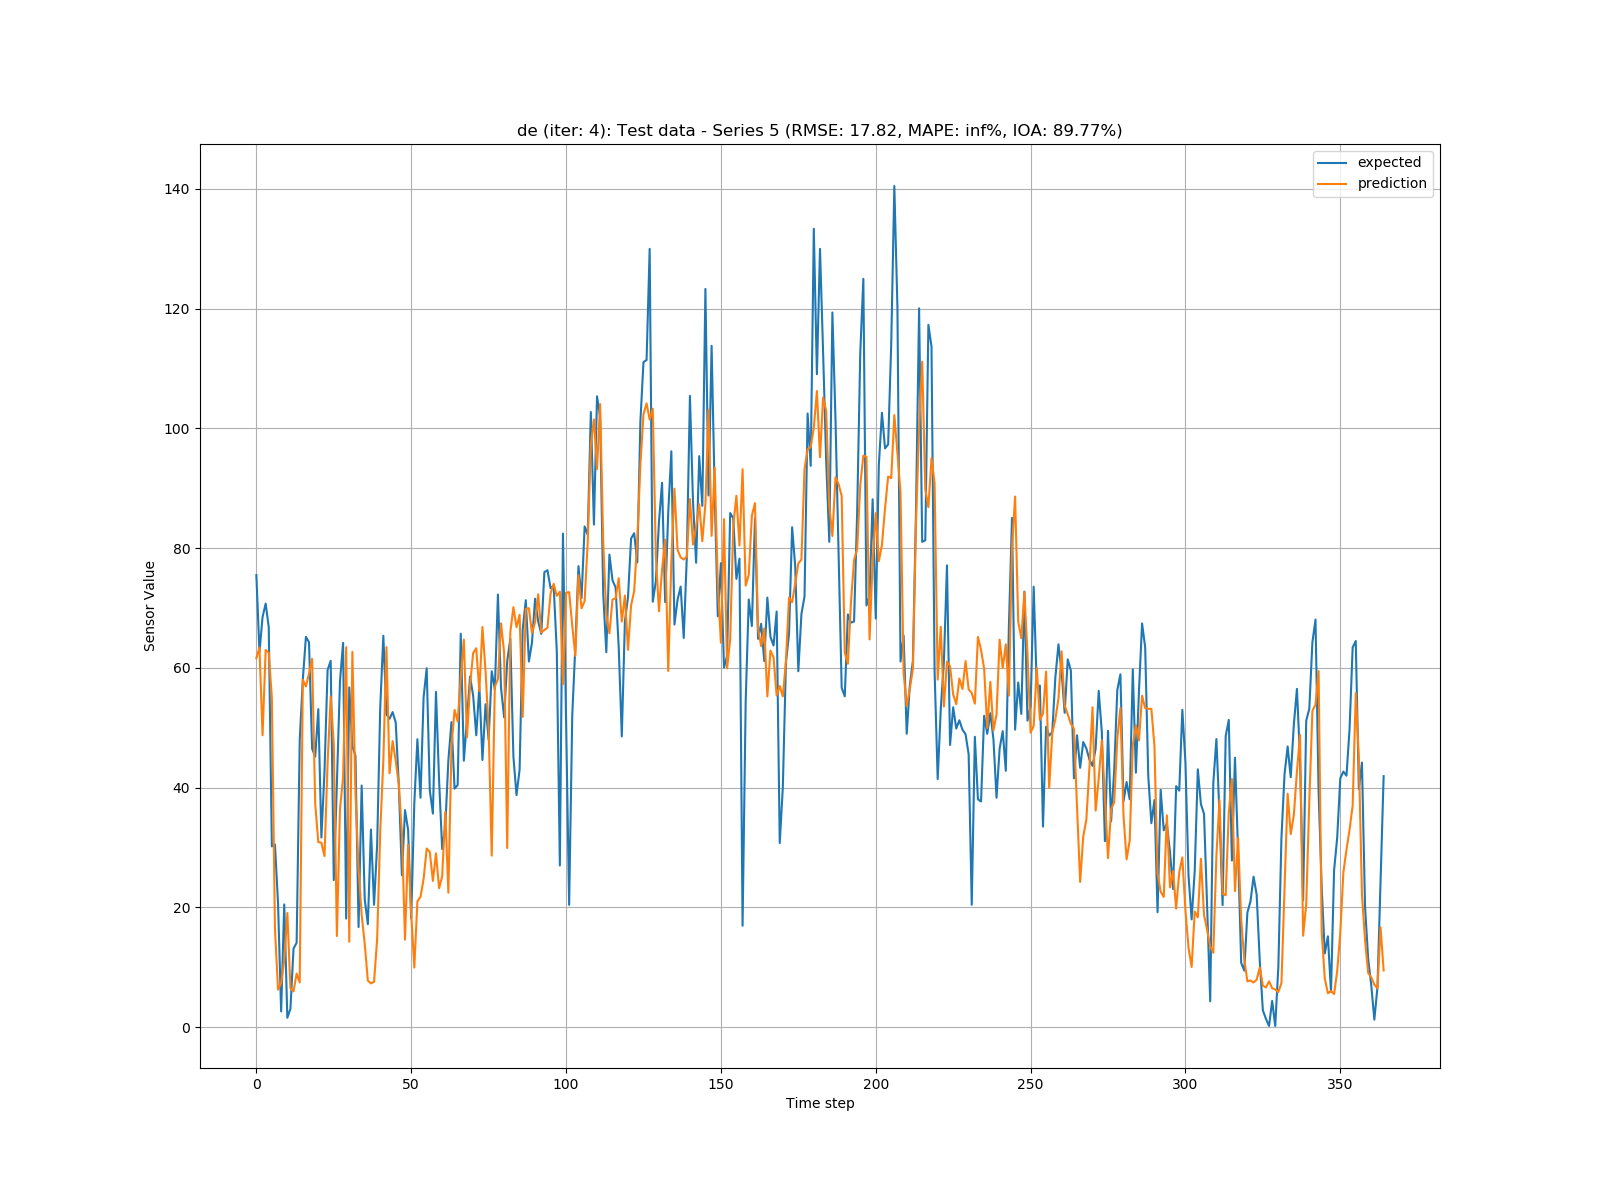 de (iter: 4): Test data - Series 5 (RMSE: 17.82, MAPE: inf%, IOA: 89.77%)
expected
prediction
140
120
100
80
60
40
20
0
Sensor Value
0 50 100 150 200 250 300 350
Time step